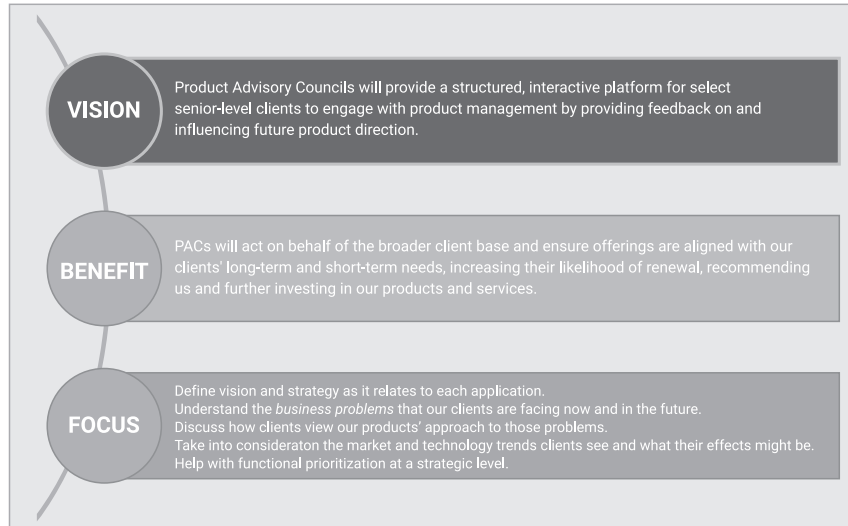 VISION
Product Advisory Councils will provide a structured, interactive platform for select
senior-level clients to engage with product management by providing feedback on and
influencing future product direction.
BENEFIT
PACs will act on behalf of the broader client base and ensure offerings are aligned with our
clients' long-term and short-term needs, increasing their likelihood of renewal, recommending
us and further investing in our products and services.
FOCUS
Define vision and strategy as it relates to each application.
Understand the business problems that our clients are facing now and in the future.
Discuss how clients view our products' approach to those problems.
Take into consideraton the market and technology trends clients see and what their effects might be.
Help with functional prioritization at a strategic level.